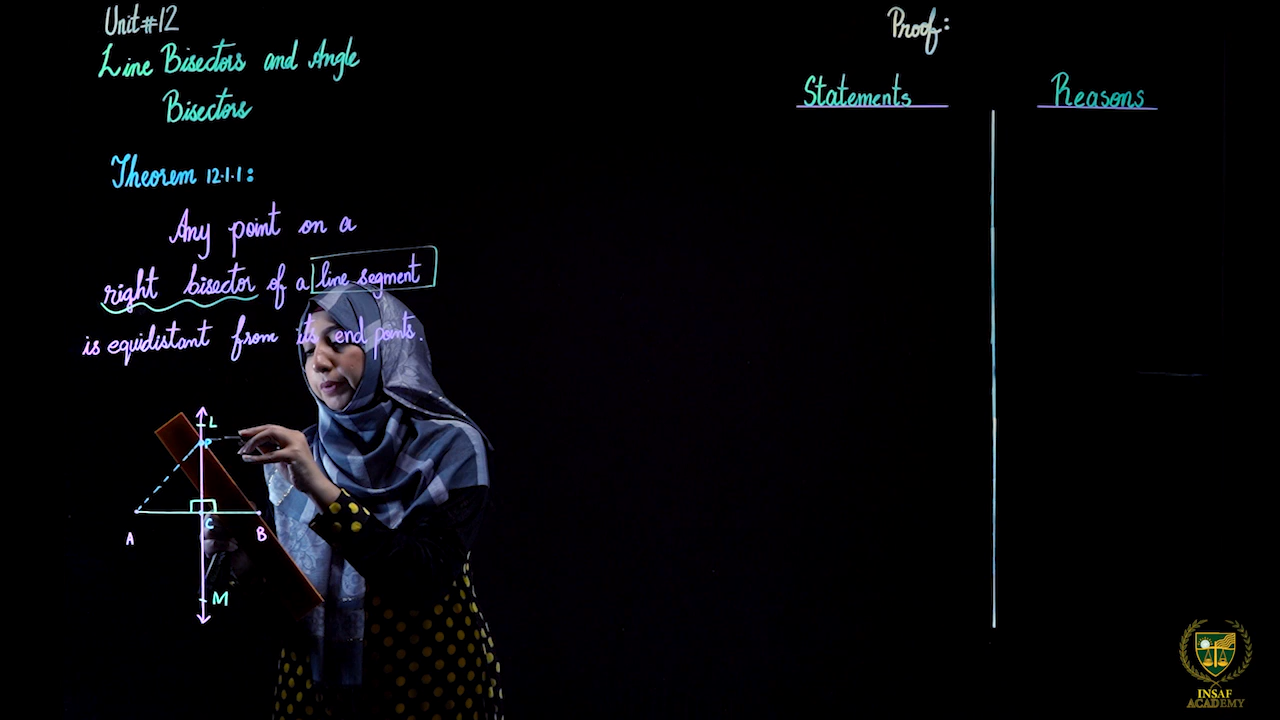 Unit#12
Line Bisectors and Angle
Bisectors
Theorem 12.1.1:
Any point on a
right bisector of a line segment
is equidistant from its end points.
L
P
C
A
B
M
Proof:
Statements
Reasons
INSAF
ACADEMY